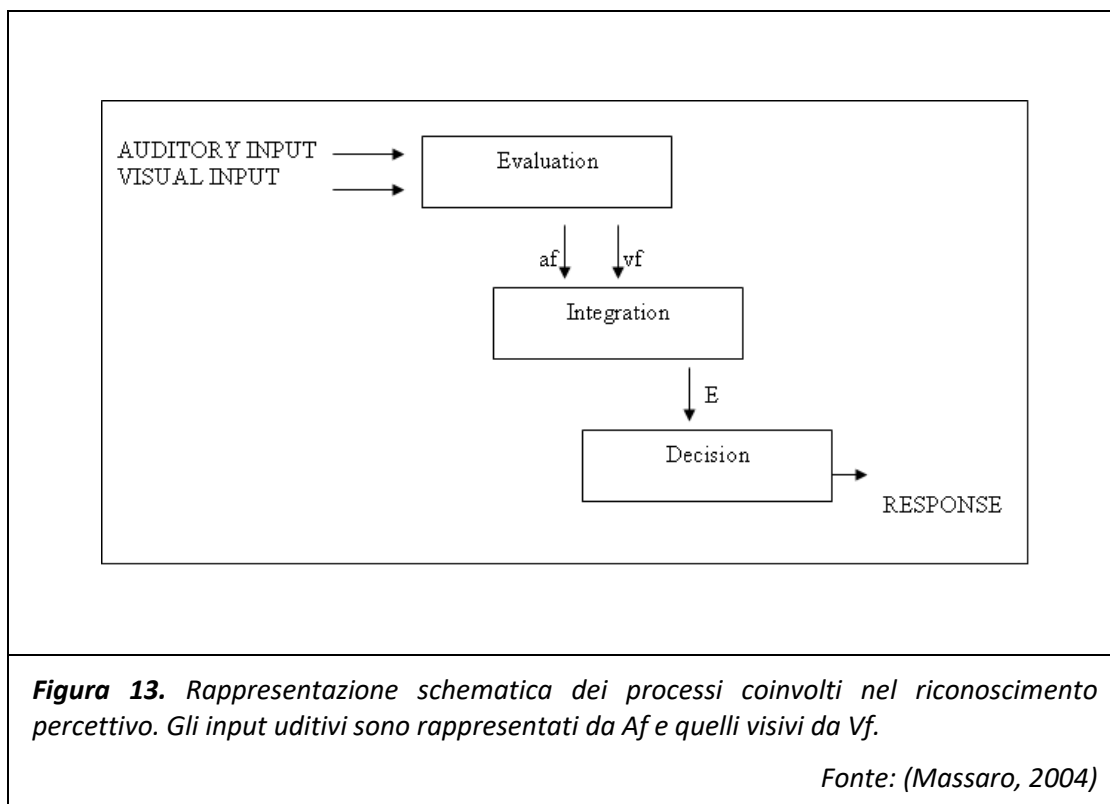 AUDITORY INPUT
VISUAL INPUT
Evaluation
af
vf
Integration
E
Decision
RESPONSE
Figura 13. Rappresentazione schematica dei processi coinvolti nel riconoscimento
percettivo. Gli input uditivi sono rappresentati da Af e quelli visivi da Vf.
Fonte: (Massaro, 2004)